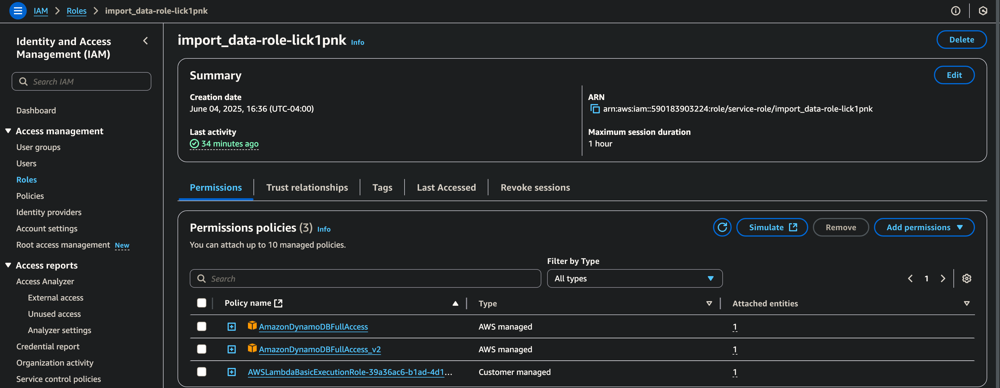 IAM > Roles > import_data-role-lick1pnk
Identity and Access
Management (IAM)
Search IAM
Dashboard
Access management
User groups
Users
Roles
Policies
Identity providers
Account settings
Root access management New
Access reports
Access Analyzer
External access
Unused access
Analyzer settings
Credential report
Organization activity
Service control policies
import_data-role-lick1pnk Info
Delete
Summary
Edit
Creation date
June 04, 2025, 16:36 (UTC-04:00)
ARN
arn:aws:iam::590183903224:role/service-role/import_data-role-lick1pnk
Last activity
34 minutes ago
Maximum session duration
1 hour
Permissions
Trust relationships
Tags
Last Accessed
Revoke sessions
Permissions policies (3) Info
Simulate
Remove
Add permissions
You can attach up to 10 managed policies.
Filter by Type
Search
All types
1
Policy name
Type
Attached entities
AmazonDynamoDBFullAccess
AWS managed
1
AmazonDynamoDBFullAccess_v2
AWS managed
1
AWSLambdaBasicExecutionRole-39a36ac6-b1ad-4d1...
Customer managed
1